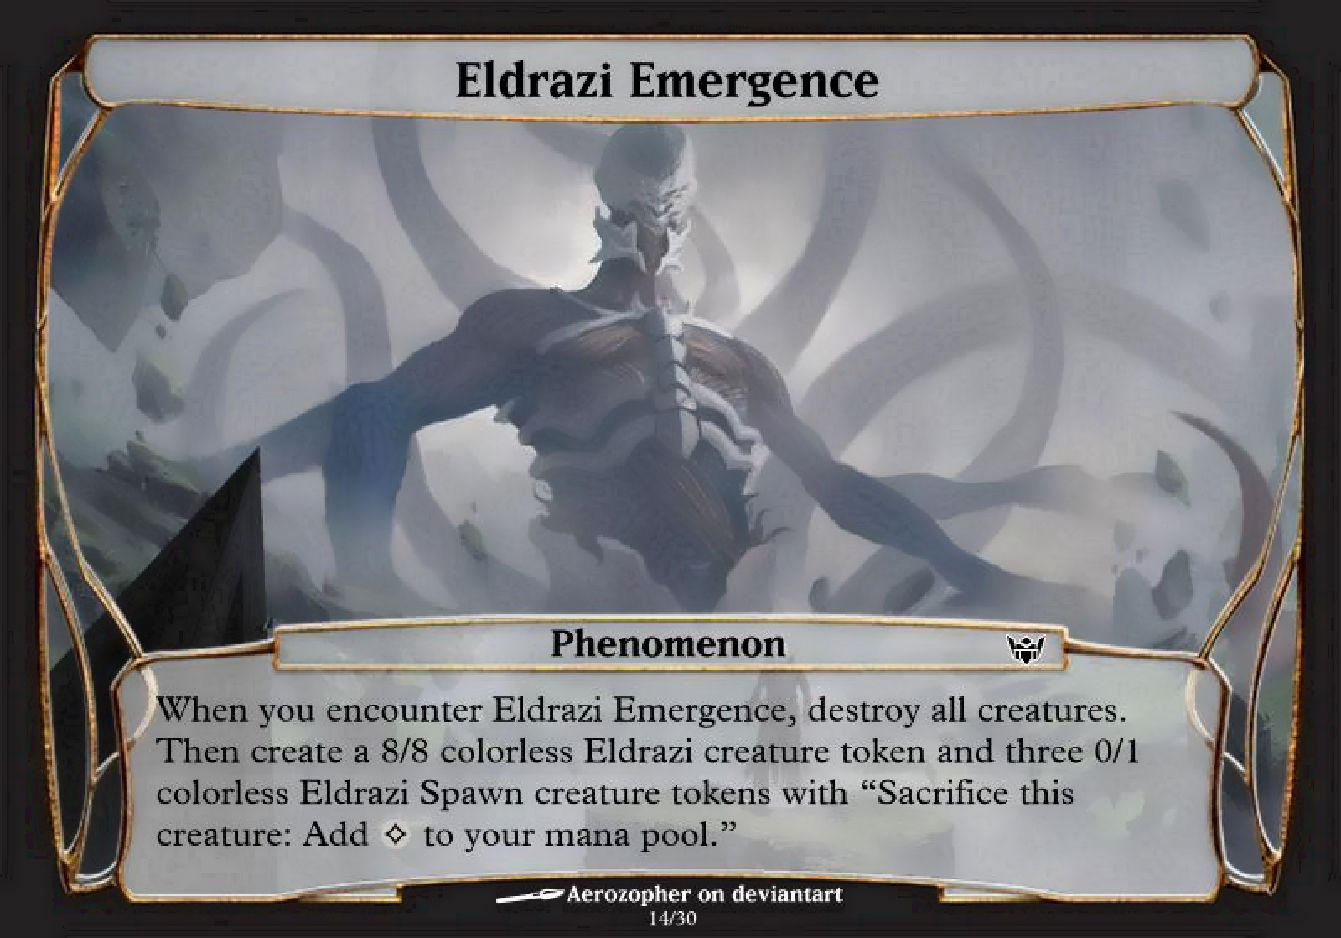 Eldrazi Emergence
Phenomenon
When you encounter Eldrazi Emergence, destroy all creatures.
Then create a 8/8 colorless Eldrazi creature token and three 0/1
colorless Eldrazi Spawn creature tokens with “Sacrifice this
creature: Add ◇ to your mana pool.”
Aerozopher on deviantart
14/30